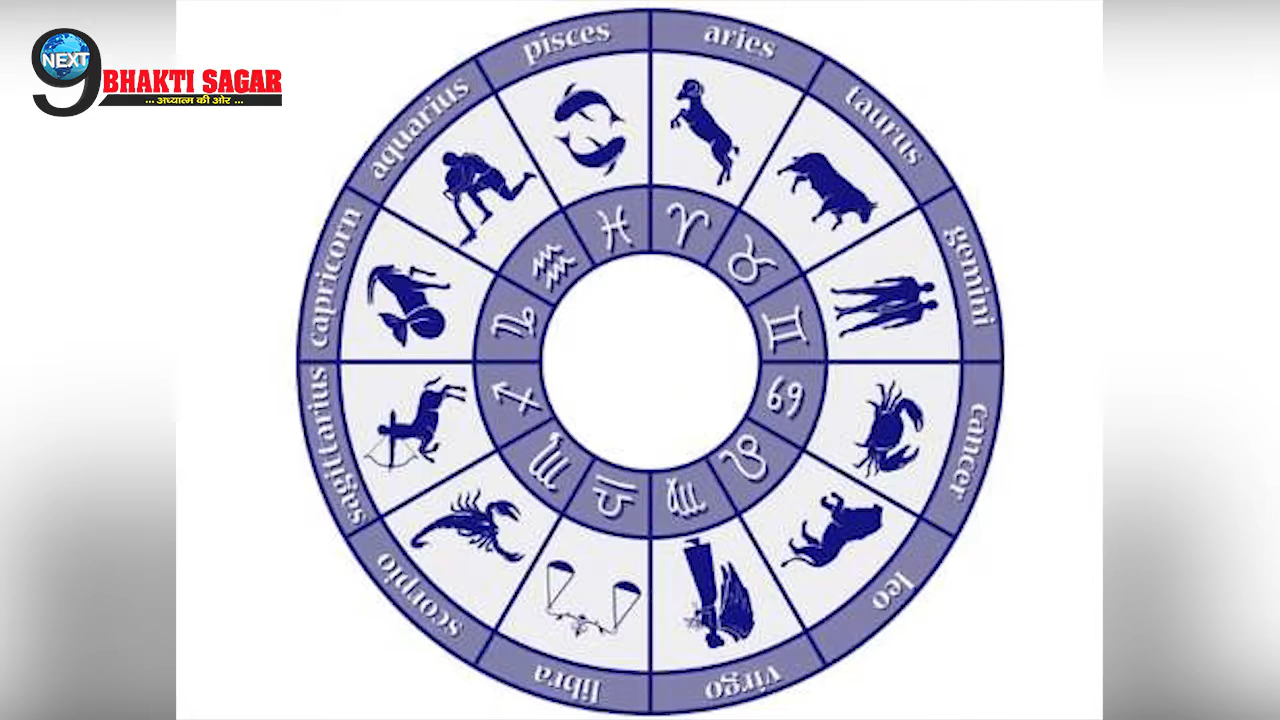 9
NEXT
BHAKTI SAGAR
... अध्यात्म की ओर ...
pisces
aries
taurus
gemini
cancer
leo
virgo
libra
scorpio
sagittarius
capricorn
aquarius
♓
♈
♉
♊
♋
♌
♍
♎
♏
♐
♑
♒